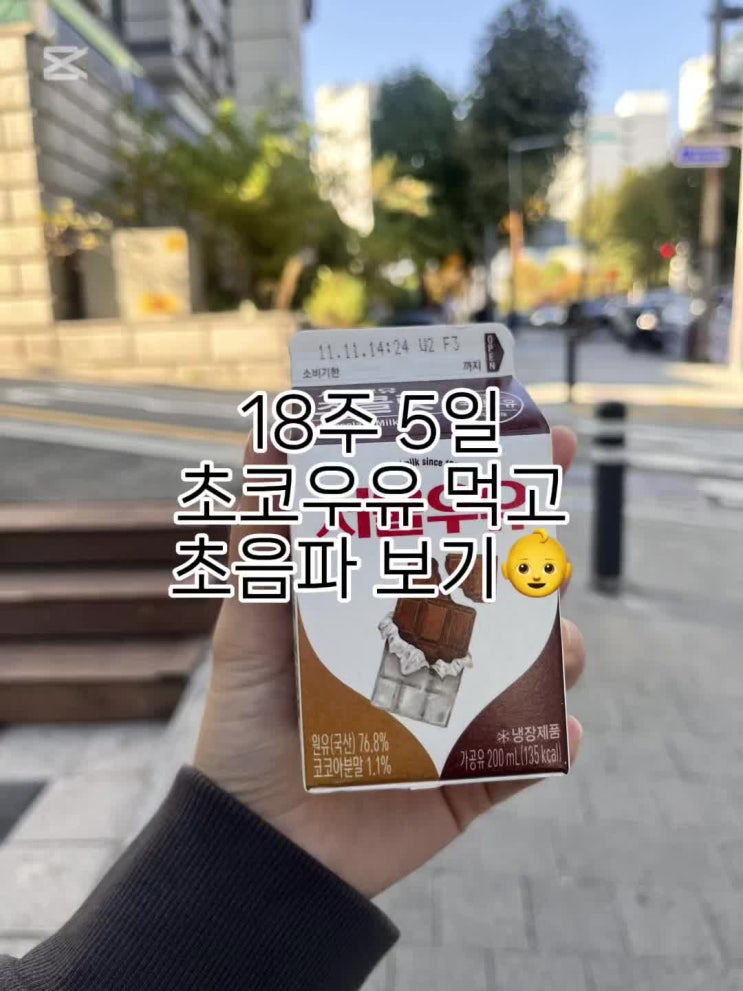 11.11.14:24 U2 F3
OPEN
소비기한
까지
18주 5일
초코우유 먹고
초음파 보기👶
원유(국산) 76.8%
코코아분말 1.1%
※냉장제품
가공유 200 mL(135 kcal)